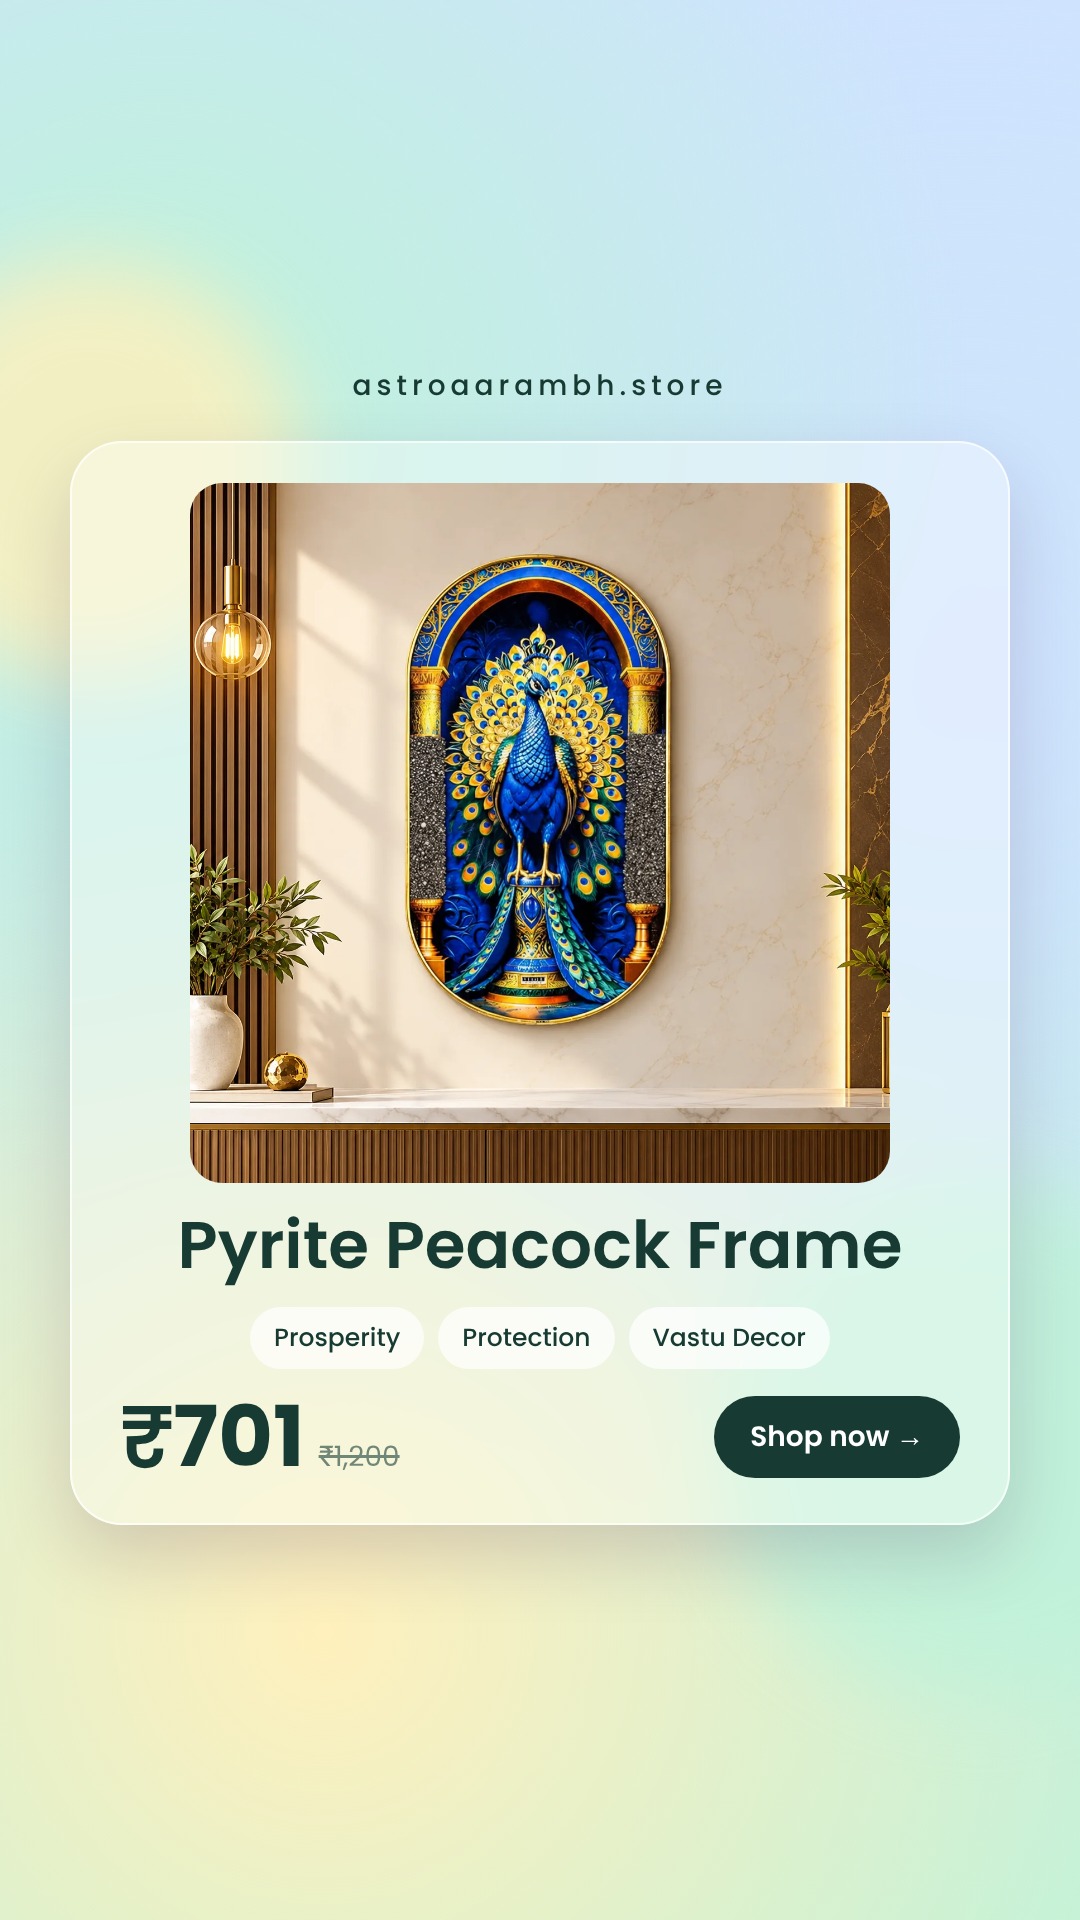 astroaarambh.store
Pyrite Peacock Frame
Prosperity Protection Vastu Decor
₹701 ₹1,200 Shop now →